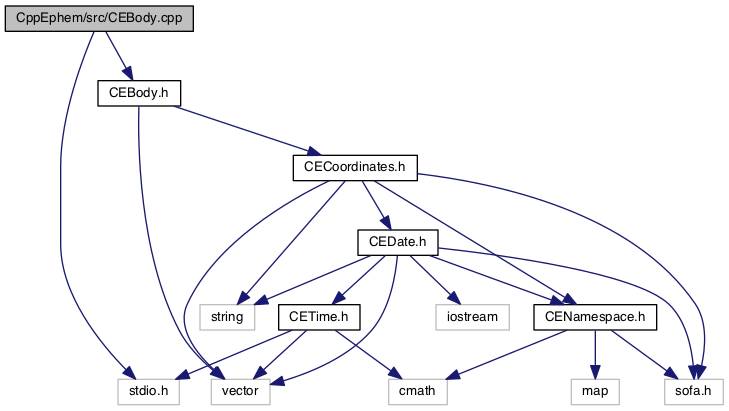 CppEphem/src/CEBody.cpp
CEBody.h
CECoordinates.h
CEDate.h
string
CETime.h
iostream
CENamespace.h
stdio.h
vector
cmath
map
sofa.h